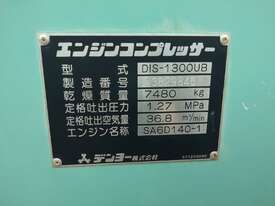 エンジンコンプレッサー
型式 DIS-1300UB
製造番号
乾燥質量 7480 Kg
定格吐出圧力 1.27 MPa
定格吐出空気量 36.8 m³/min
エンジン名称 SA6D140-1
デンヨー株式会社